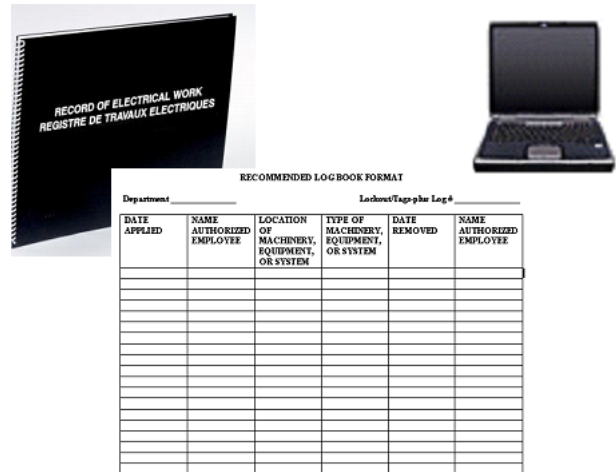 RECORD OF ELECTRICAL WORK
REGISTRE DE TRAVAUX ELECTRIQUES
RECOMMENDED LOG BOOK FORMAT
Department Lockout/Tags-plus Log #
DATE APPLIED
NAME AUTHORIZED EMPLOYEE
LOCATION OF MACHINERY, EQUIPMENT, OR SYSTEM
TYPE OF MACHINERY, EQUIPMENT, OR SYSTEM
DATE REMOVED
NAME AUTHORIZED EMPLOYEE